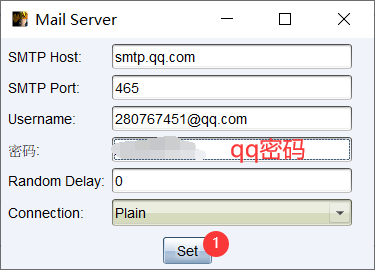 Mail Server
SMTP Host: smtp.qq.com
SMTP Port: 465
Username: 280767451@qq.com
密码: qq密码
Random Delay: 0
Connection: Plain
Set 1